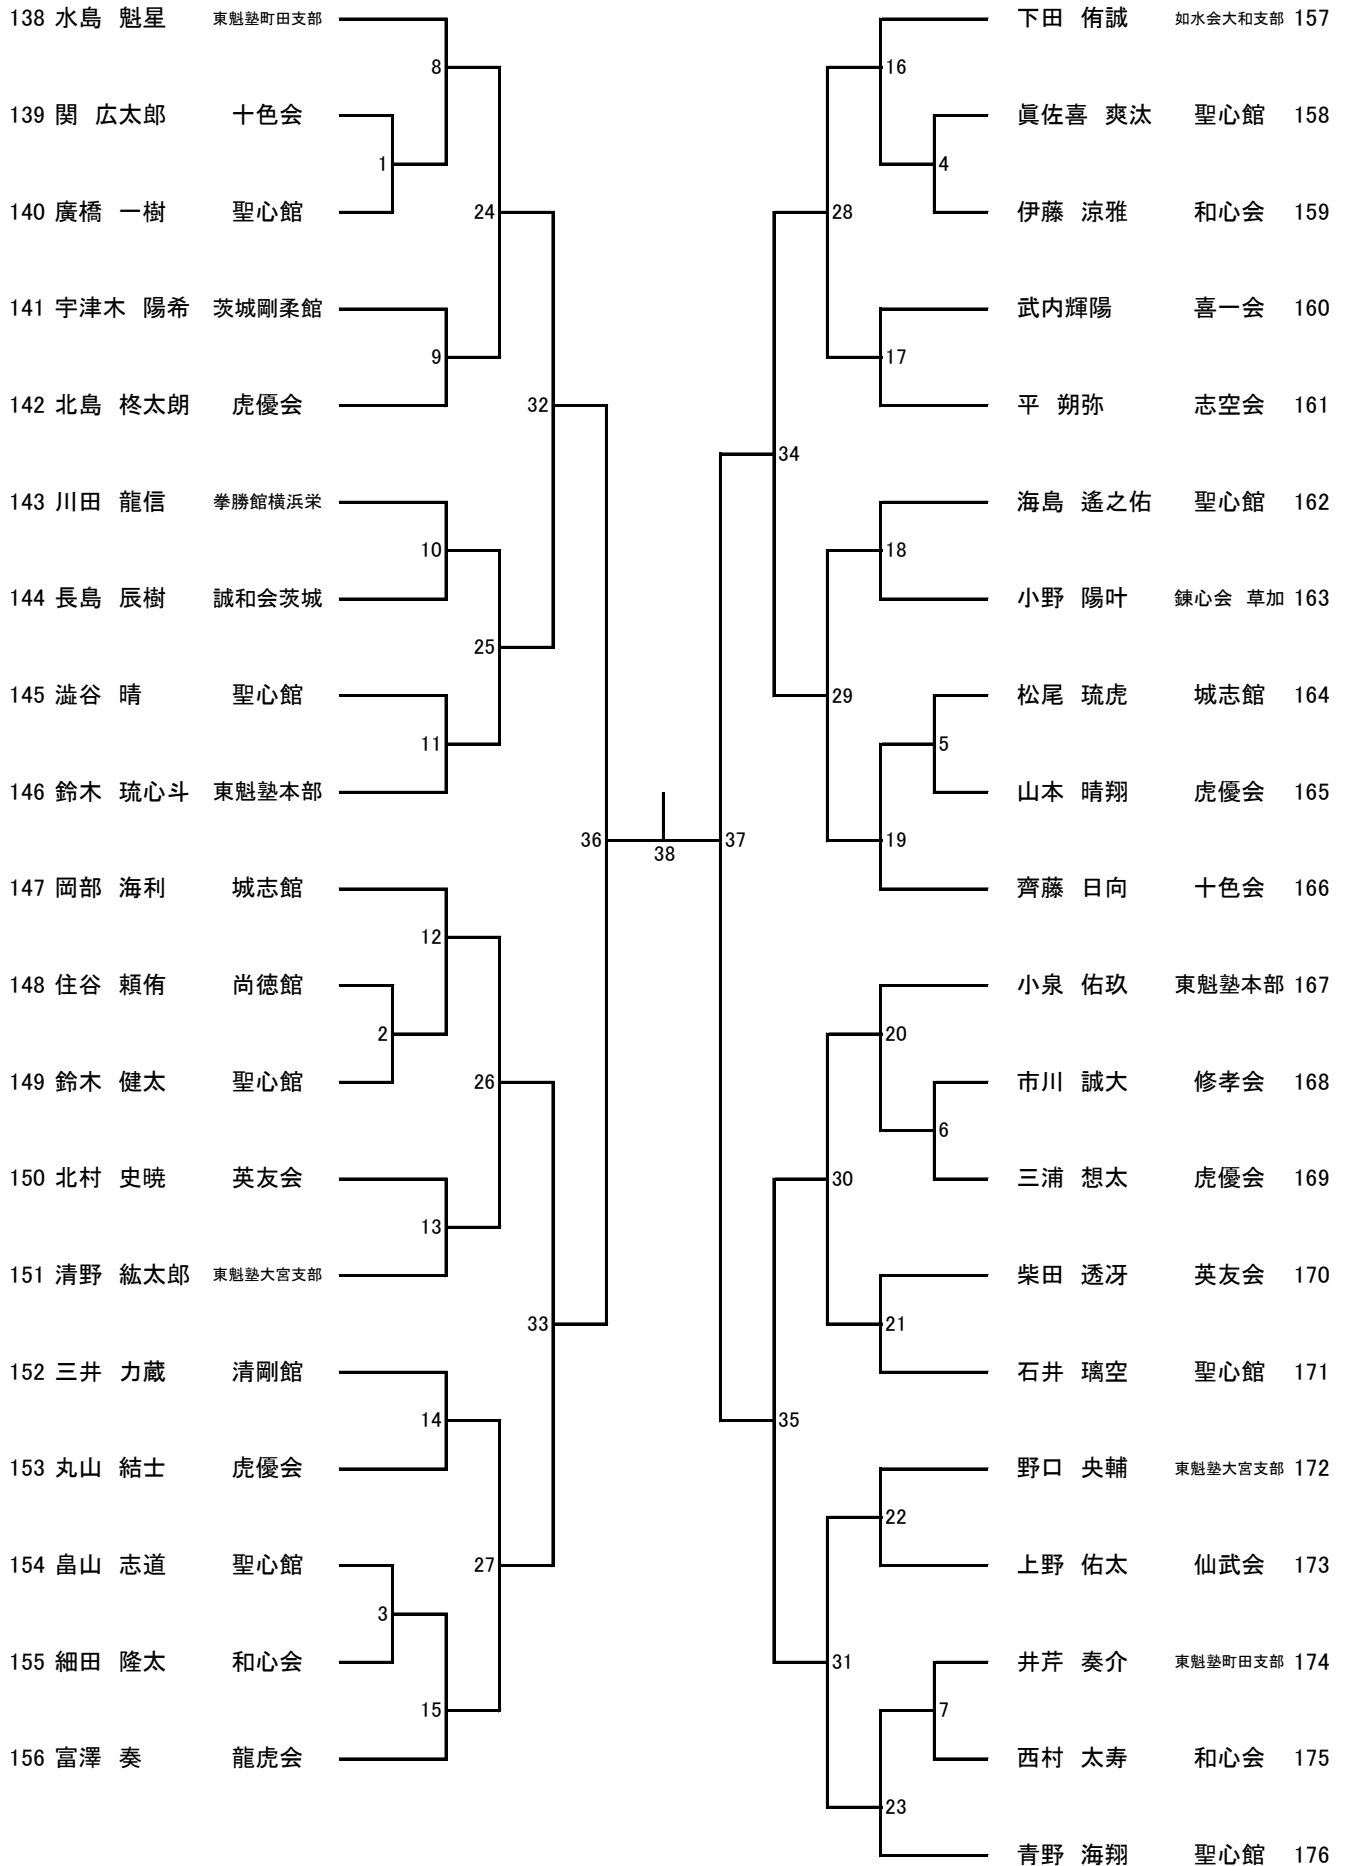 138 水島 魁星 東魁塾町田支部
8
139 関 広太郎 十色会
1
140 廣橋 一樹 聖心館
24
141 宇津木 陽希 茨城剛柔館
9
142 北島 柊太朗 虎優会
32
143 川田 龍信 拳勝館横浜栄
10
144 長島 辰樹 誠和会茨城
25
145 澁谷 晴 聖心館
11
146 鈴木 琉心斗 東魁塾本部
36
147 岡部 海利 城志館
12
148 住谷 頼侑 尚徳館
2
149 鈴木 健太 聖心館
26
150 北村 史暁 英友会
13
151 清野 紘太郎 東魁塾大宮支部
33
152 三井 力蔵 清剛館
14
153 丸山 結士 虎優会
154 畠山 志道 聖心館
27
3
155 細田 隆太 和心会
15
156 富澤 奏 龍虎会
38
下田 侑誠 如水会大和支部 157
16
眞佐喜 爽汰 聖心館 158
4
伊藤 涼雅 和心会 159
28
武内輝陽 喜一会 160
17
平 朔弥 志空会 161
34
海島 遙之佑 聖心館 162
18
小野 陽叶 錬心会 草加 163
29
松尾 琉虎 城志館 164
5
山本 晴翔 虎優会 165
19
37
齊藤 日向 十色会 166
小泉 佑玖 東魁塾本部 167
20
市川 誠大 修孝会 168
6
三浦 想太 虎優会 169
30
柴田 透冴 英友会 170
21
石井 璃空 聖心館 171
35
野口 央輔 東魁塾大宮支部 172
22
上野 佑太 仙武会 173
31
井芹 奏介 東魁塾町田支部 174
7
西村 太寿 和心会 175
23
青野 海翔 聖心館 176